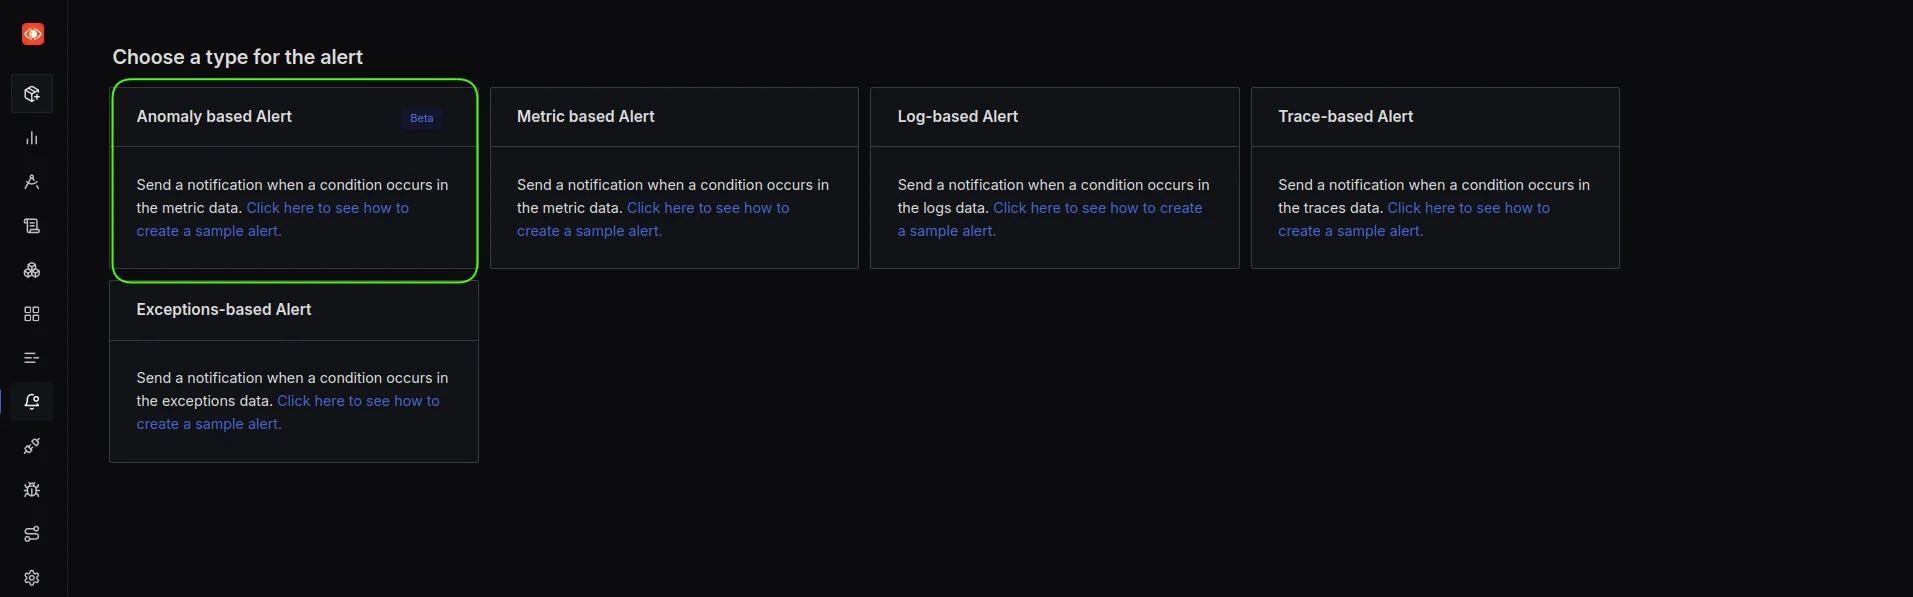 Choose a type for the alert
Anomaly based Alert
Beta
Send a notification when a condition occurs in
the metric data. Click here to see how to
create a sample alert.
Metric based Alert
Send a notification when a condition occurs in
the metric data. Click here to see how to
create a sample alert.
Log-based Alert
Send a notification when a condition occurs in
the logs data. Click here to see how to create
a sample alert.
Trace-based Alert
Send a notification when a condition occurs in
the traces data. Click here to see how to
create a sample alert.
Exceptions-based Alert
Send a notification when a condition occurs in
the exceptions data. Click here to see how to
create a sample alert.